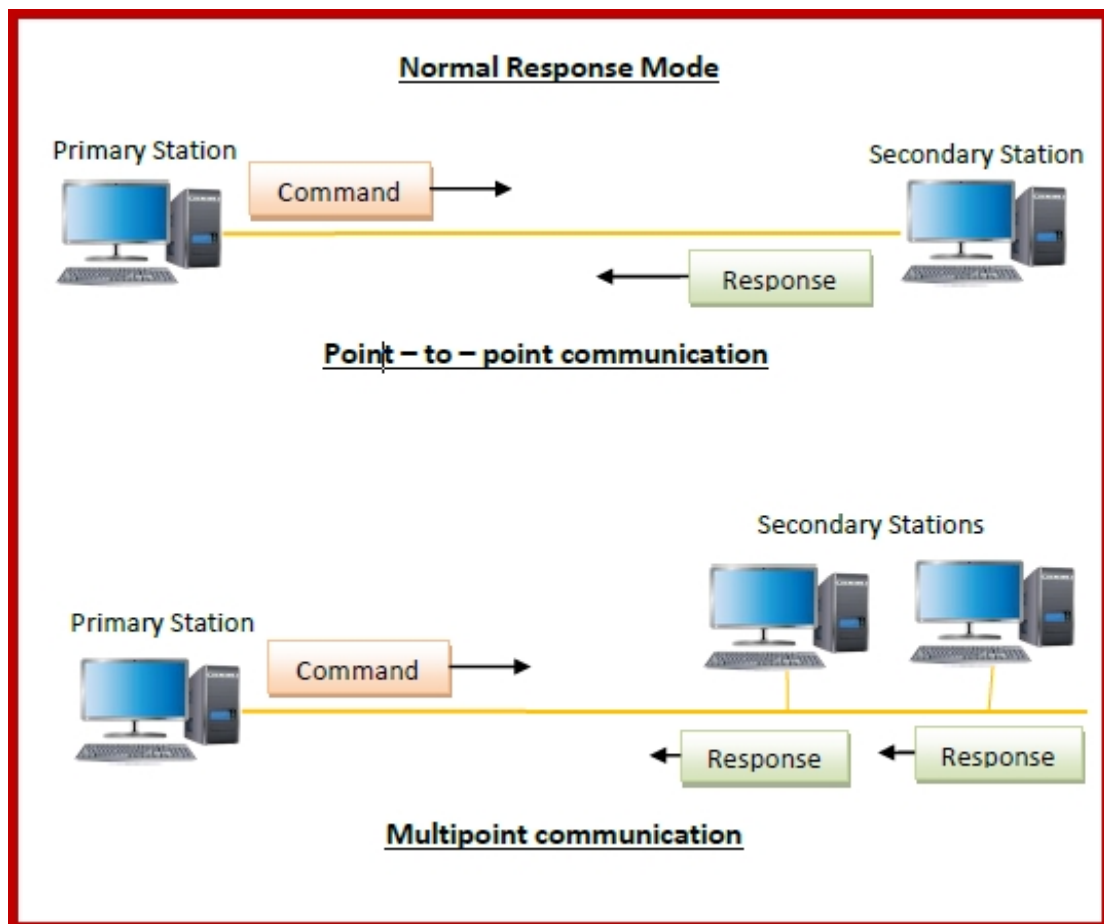 Normal Response Mode
Primary Station
Secondary Station
Command
Response
Point – to – point communication
Secondary Stations
Primary Station
Command
Response
Response
Multipoint communication